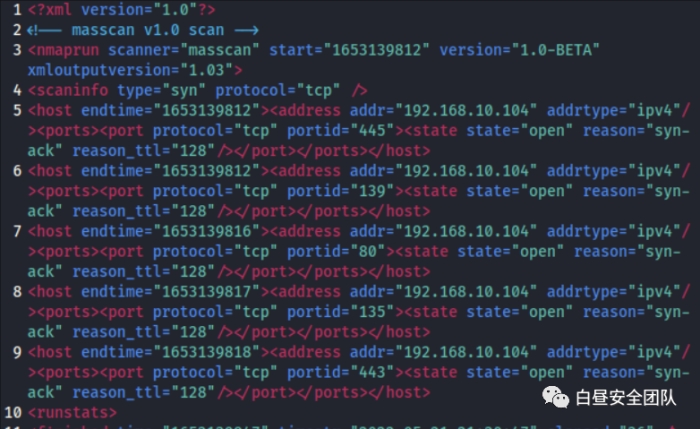 1 <?xml version="1.0"?>
2 <!-- masscan v1.0 scan -->
3 <nmaprun scanner="masscan" start="1653139812" version="1.0-BETA"
xmloutputversion="1.03">
4 <scaninfo type="syn" protocol="tcp" />
5 <host endtime="1653139812"><address addr="192.168.10.104" addrtype="ipv4"/
><ports><port protocol="tcp" portid="445"><state state="open" reason="syn-
ack" reason_ttl="128"/></port></ports></host>
6 <host endtime="1653139812"><address addr="192.168.10.104" addrtype="ipv4"/
><ports><port protocol="tcp" portid="139"><state state="open" reason="syn-
ack" reason_ttl="128"/></port></ports></host>
7 <host endtime="1653139816"><address addr="192.168.10.104" addrtype="ipv4"/
><ports><port protocol="tcp" portid="80"><state state="open" reason="syn-
ack" reason_ttl="128"/></port></ports></host>
8 <host endtime="1653139817"><address addr="192.168.10.104" addrtype="ipv4"/
><ports><port protocol="tcp" portid="135"><state state="open" reason="syn-
ack" reason_ttl="128"/></port></ports></host>
9 <host endtime="1653139818"><address addr="192.168.10.104" addrtype="ipv4"/
><ports><port protocol="tcp" portid="443"><state state="open" reason="syn-
ack" reason_ttl="128"/></port></ports></host>
白昼安全团队
10 <runstats>